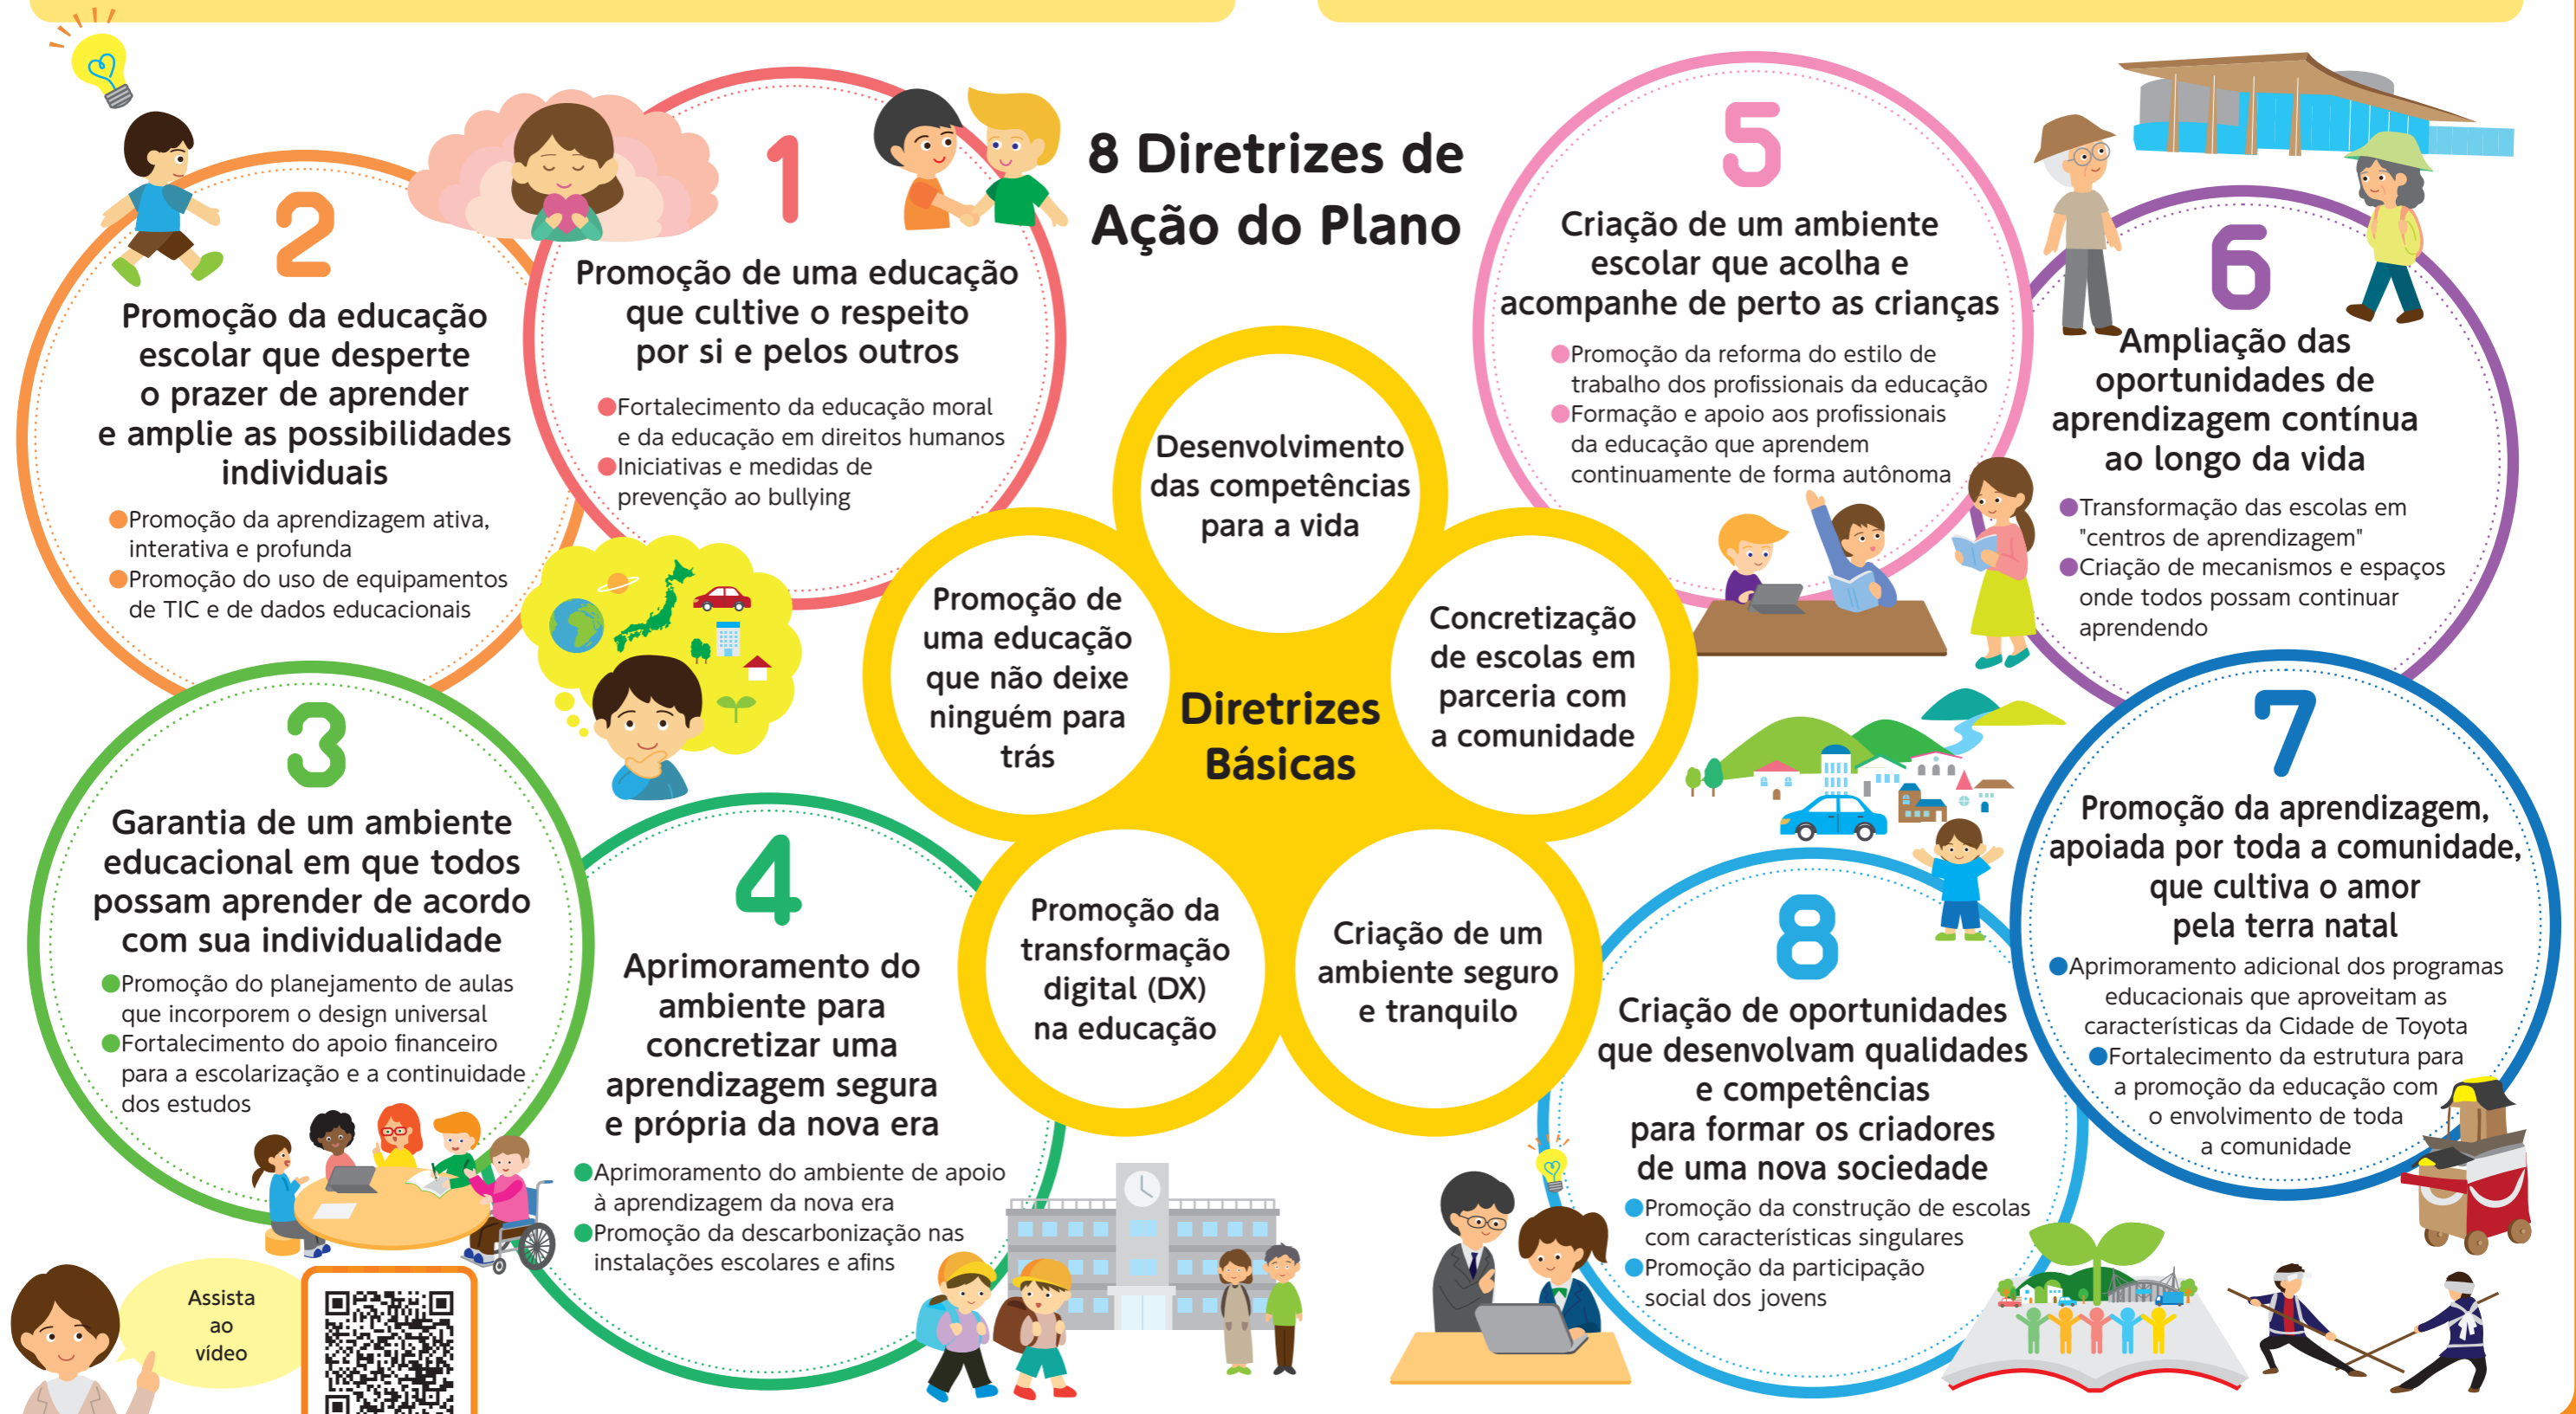 8 Diretrizes de
Ação do Plano
1
Promoção de uma educação
que cultive o respeito
por si e pelos outros
●Fortalecimento da educação moral
e da educação em direitos humanos
●Iniciativas e medidas de
prevenção ao bullying
2
Promoção da educação
escolar que desperte
o prazer de aprender
e amplie as possibilidades
individuais
●Promoção da aprendizagem ativa,
interativa e profunda
●Promoção do uso de equipamentos
de TIC e de dados educacionais
3
Garantia de um ambiente
educacional em que todos
possam aprender de acordo
com sua individualidade
●Promoção do planejamento de aulas
que incorporem o design universal
●Fortalecimento do apoio financeiro
para a escolarização e a continuidade
dos estudos
4
Aprimoramento do
ambiente para
concretizar uma
aprendizagem segura
e própria da nova era
●Aprimoramento do ambiente de apoio
à aprendizagem da nova era
●Promoção da descarbonização nas
instalações escolares e afins
Diretrizes
Básicas
Desenvolvimento
das competências
para a vida
Promoção de
uma educação
que não deixe
ninguém para
trás
Concretização
de escolas em
parceria com
a comunidade
Promoção da
transformação
digital (DX)
na educação
Criação de um
ambiente seguro
e tranquilo
5
Criação de um ambiente
escolar que acolha e
acompanhe de perto as crianças
●Promoção da reforma do estilo de
trabalho dos profissionais da educação
●Formação e apoio aos profissionais
da educação que aprendem
continuamente de forma autônoma
6
Ampliação das
oportunidades de
aprendizagem contínua
ao longo da vida
●Transformação das escolas em
"centros de aprendizagem"
●Criação de mecanismos e espaços
onde todos possam continuar
aprendendo
7
Promoção da aprendizagem,
apoiada por toda a comunidade,
que cultiva o amor
pela terra natal
●Aprimoramento adicional dos programas
educacionais que aproveitam as
características da Cidade de Toyota
●Fortalecimento da estrutura para
a promoção da educação com
o envolvimento de toda
a comunidade
8
Criação de oportunidades
que desenvolvam qualidades
e competências
para formar os criadores
de uma nova sociedade
●Promoção da construção de escolas
com características singulares
●Promoção da participação
social dos jovens
Assista
ao
vídeo